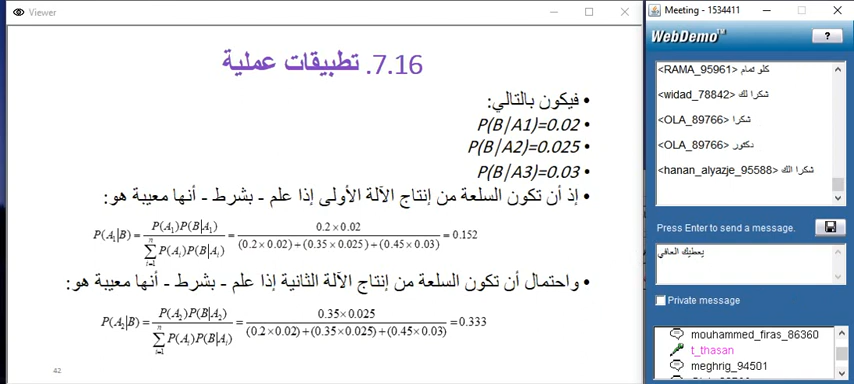 Viewer
7.16. تطبيقات عملية
• فيكون بالتالي:
• P(B|A1)=0.02
• P(B|A2)=0.025
• P(B|A3)=0.03
• إذ أن تكون السلعة من إنتاج الآلة الأولى إذا علم - بشرط - أنها معيبة هو:
P(A₁|B) = P(A₁)P(B|A₁) / ∑ⁿᵢ₌₁ P(Aᵢ)P(B|Aᵢ) = 0.2×0.02 / (0.2×0.02)+(0.35×0.025)+(0.45×0.03) = 0.152
• واحتمال أن تكون السلعة من إنتاج الآلة الثانية إذا علم - بشرط - أنها معيبة هو:
P(A₂|B) = P(A₂)P(B|A₂) / ∑ⁿᵢ₌₁ P(Aᵢ)P(B|Aᵢ) = 0.35×0.025 / (0.2×0.02)+(0.35×0.025)+(0.45×0.03) = 0.333
42
Meeting - 1534411
WebDemo™
?
<RAMA_95961> كلو تمام
<widad_78842> شكرا لك
<OLA_89766> شكرا
<OLA_89766> دكتور
<hanan_alyazje_95588> شكرا الك
Press Enter to send a message.
يعطيك العافي
Private message
mouhammed_firas_86360
t_thasan
meghrig_94501